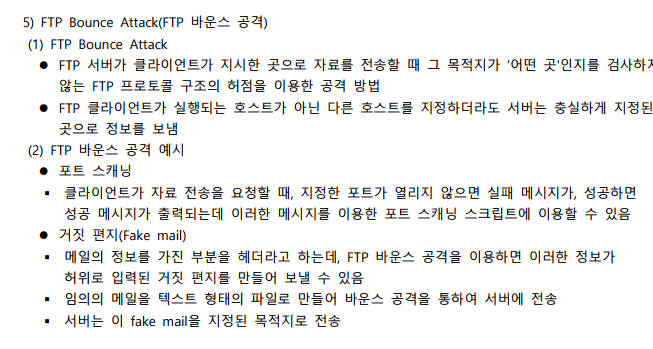 5) FTP Bounce Attack(FTP 바운스 공격)
(1) FTP Bounce Attack
● FTP 서버가 클라이언트가 지시한 곳으로 자료를 전송할 때 그 목적지가 '어떤 곳'인지를 검사하지
않는 FTP 프로토콜 구조의 허점을 이용한 공격 방법
● FTP 클라이언트가 실행되는 호스트가 아닌 다른 호스트를 지정하더라도 서버는 충실하게 지정된
곳으로 정보를 보냄
(2) FTP 바운스 공격 예시
● 포트 스캐닝
▪ 클라이언트가 자료 전송을 요청할 때, 지정한 포트가 열리지 않으면 실패 메시지가, 성공하면
성공 메시지가 출력되는데 이러한 메시지를 이용한 포트 스캐닝 스크립트에 이용할 수 있음
● 거짓 편지(Fake mail)
▪ 메일의 정보를 가진 부분을 헤더라고 하는데, FTP 바운스 공격을 이용하면 이러한 정보가
허위로 입력된 거짓 편지를 만들어 보낼 수 있음
▪ 임의의 메일을 텍스트 형태의 파일로 만들어 바운스 공격을 통하여 서버에 전송
▪ 서버는 이 fake mail을 지정된 목적지로 전송